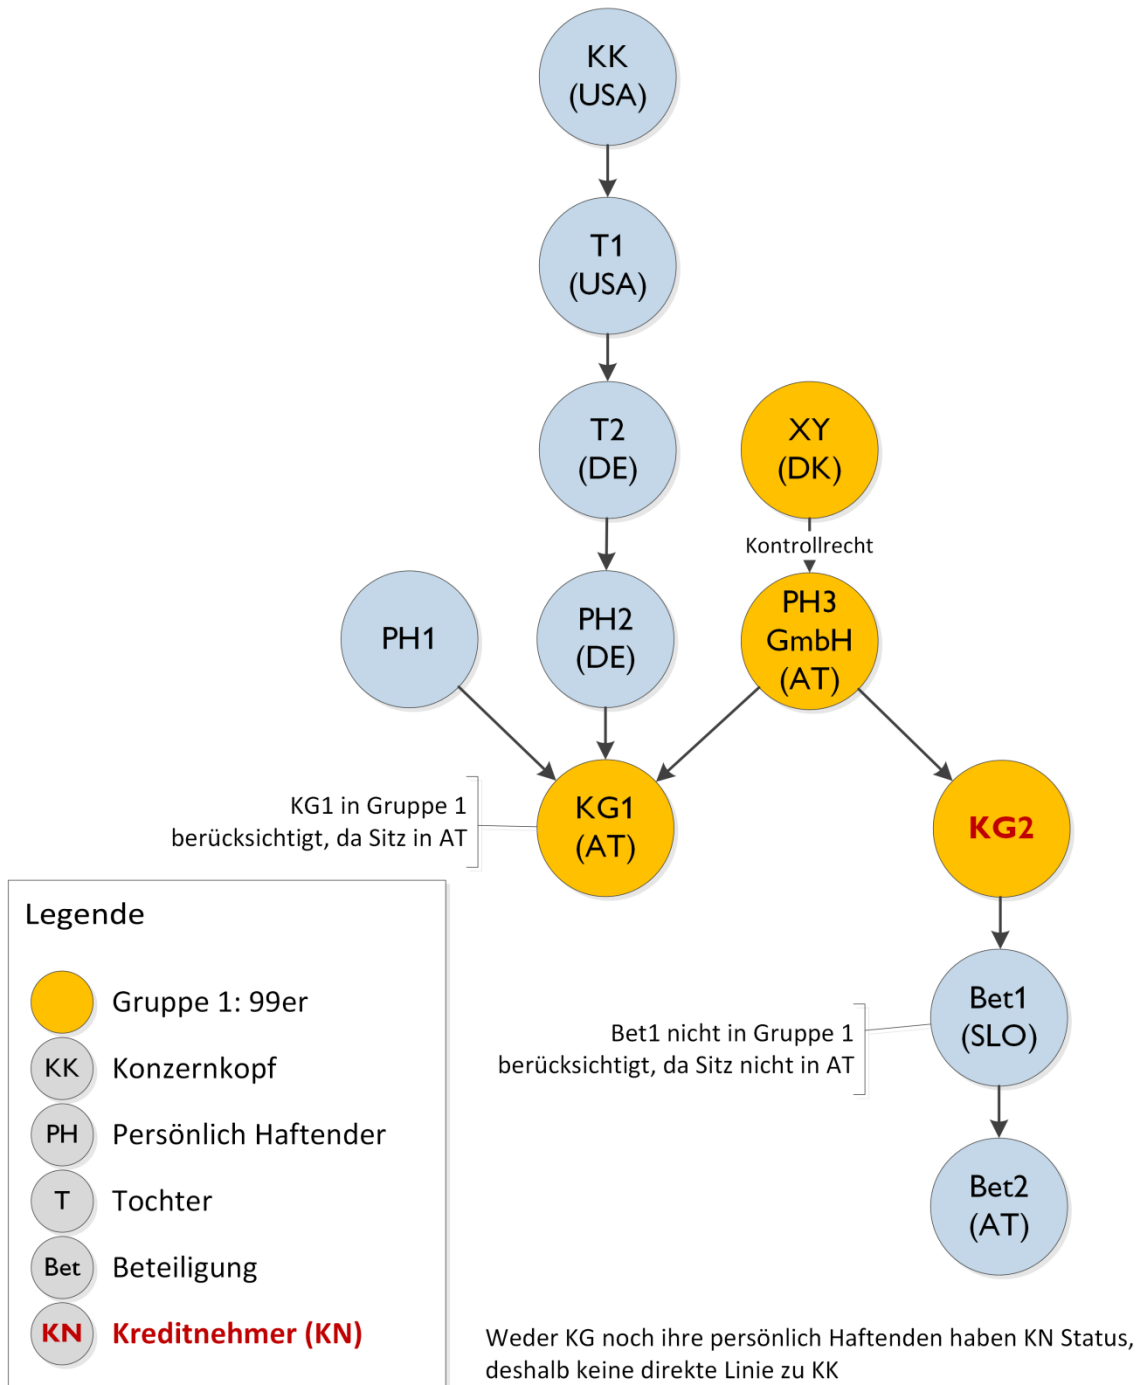 KK
(USA)
T1
(USA)
T2
(DE)
XY
(DK)
Kontrollrecht
PH1
PH2
(DE)
PH3
GmbH
(AT)
KG1 in Gruppe 1
berücksichtigt, da Sitz in AT
KG1
(AT)
KG2
Bet1 nicht in Gruppe 1
berücksichtigt, da Sitz nicht in AT
Bet1
(SLO)
Bet2
(AT)
Legende
Gruppe 1: 99er
KK Konzernkopf
PH Persönlich Haftender
T Tochter
Bet Beteiligung
KN Kreditnehmer (KN)
Weder KG noch ihre persönlich Haftenden haben KN Status,
deshalb keine direkte Linie zu KK